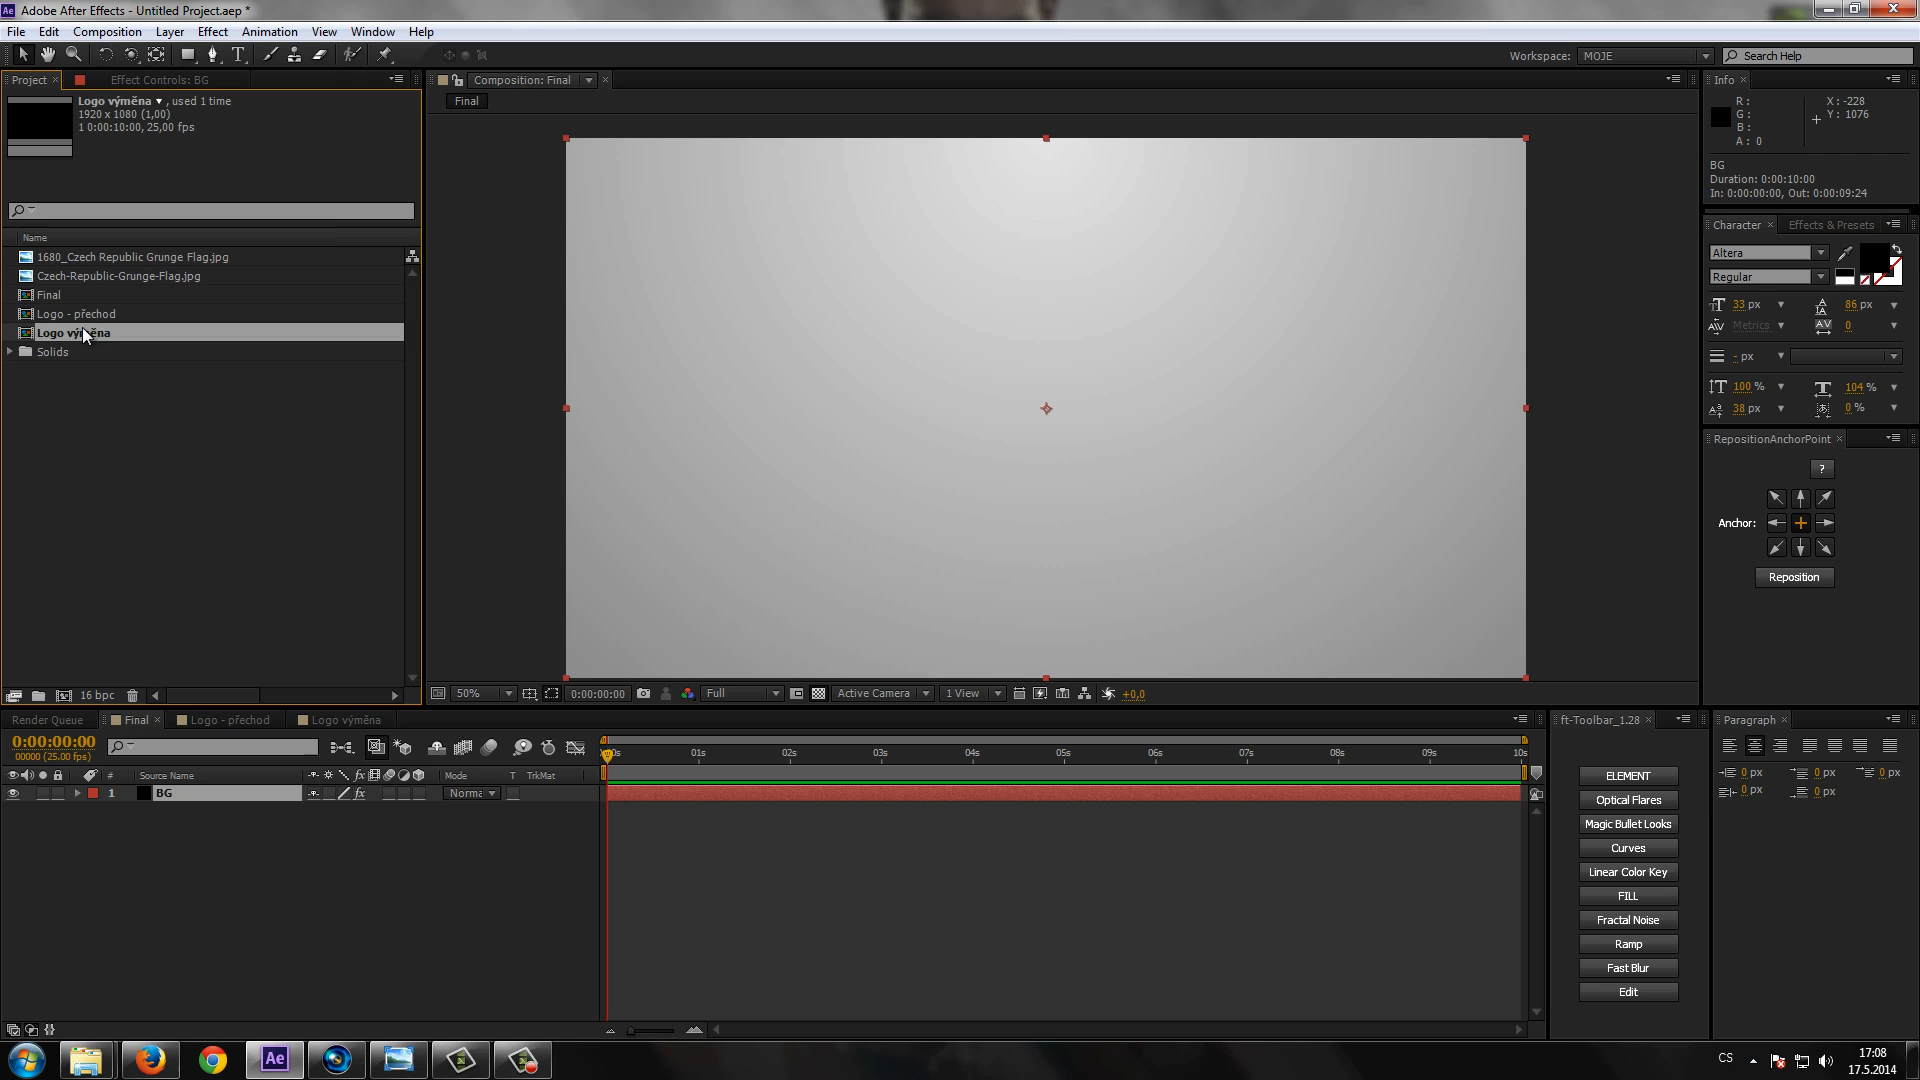 Adobe After Effects - Untitled Project.aep *
File Edit Composition Layer Effect Animation View Window Help
Workspace: MOJE Search Help
Project Effect Controls: BG
Composition: Final
Final
Logo výměna , used 1 time
1920 x 1080 (1,00)
1 0:00:10:00, 25,00 fps
Name
1680_Czech Republic Grunge Flag.jpg
Czech-Republic-Grunge-Flag.jpg
Final
Logo - přechod
Logo výměna
Solids
16 bpc
50% 0:00:00:00 Full Active Camera 1 View +0,0
Info
R :
G :
B :
A : 0
X : -228
Y : 1076
BG
Duration: 0:00:10:00
In: 0:00:00:00, Out: 0:00:09:24
Character Effects & Presets
Altera
Regular
33 px 86 px
Metrics 0
- px
100 % 104 %
38 px 0 %
RepositionAnchorPoint
?
Anchor:
Reposition
Render Queue Final Logo - přechod Logo výměna
0:00:00:00
00000 (25.00 fps)
01s 02s 03s 04s 05s 06s 07s 08s 09s 10s
# Source Name Mode T TrkMat
1 BG
ft-Toolbar_1.28
ELEMENT
Optical Flares
Magic Bullet Looks
Curves
Linear Color Key
FILL
Fractal Noise
Ramp
Fast Blur
Edit
Paragraph
0 px 0 px 0 px
0 px 0 px
Ae
CS
17:08
17.5.2014